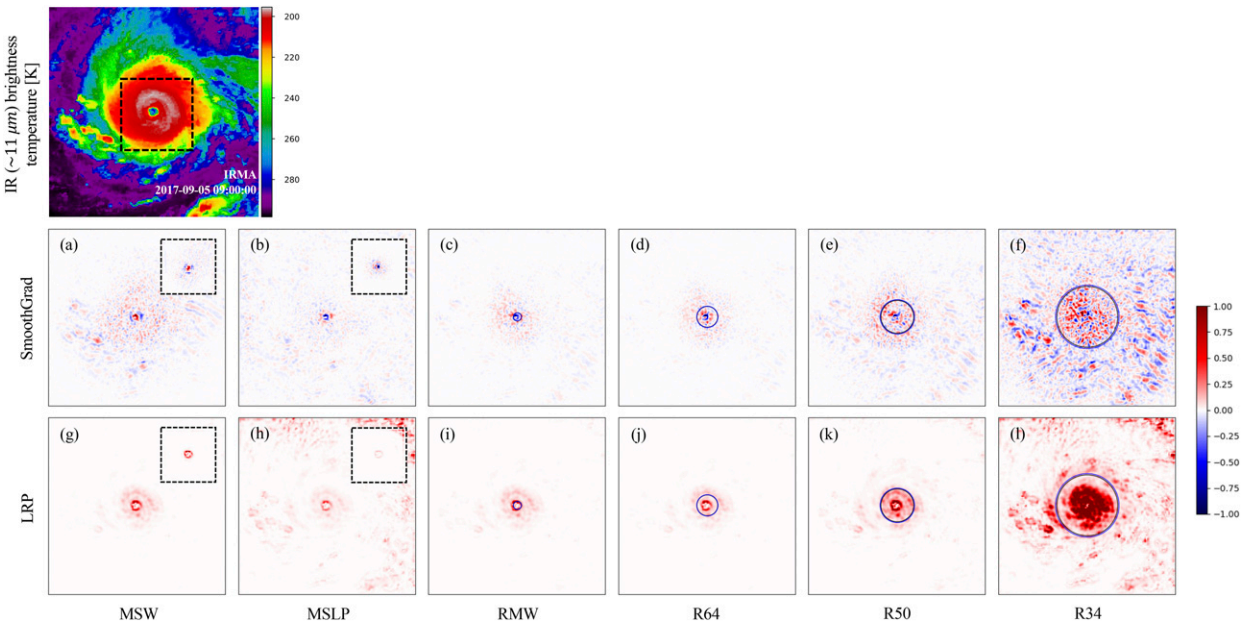 IR (~11 μm) brightness
temperature [K]
200
220
240
260
280
IRMA
2017-09-05 09:00:00
SmoothGrad
(a)
(b)
(c)
(d)
(e)
(f)
LRP
(g)
(h)
(i)
(j)
(k)
(l)
1.00
0.75
0.50
0.25
0.00
−0.25
−0.50
−0.75
−1.00
MSW
MSLP
RMW
R64
R50
R34